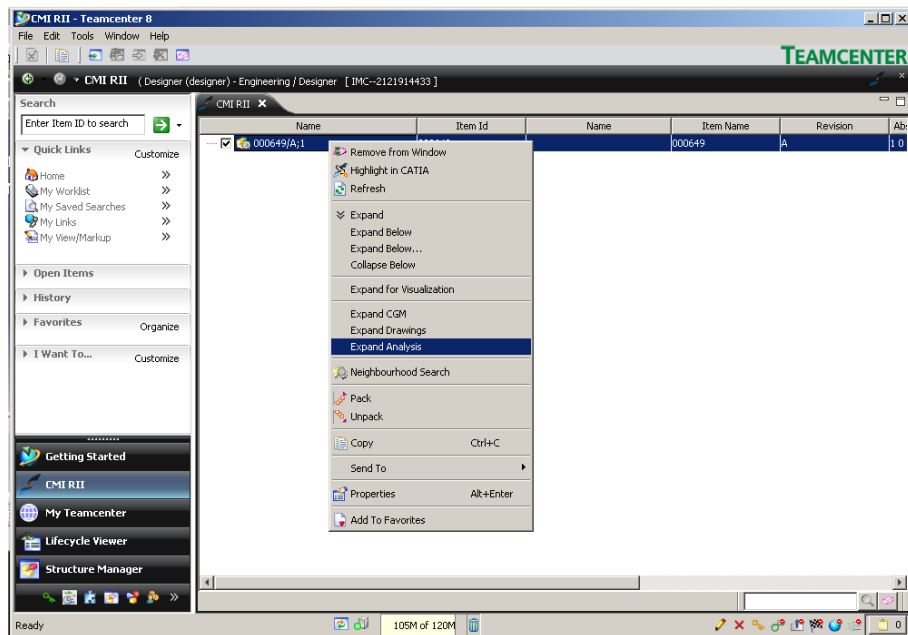 CMI RII - Teamcenter 8
File Edit Tools Window Help
TEAMCENTER
CMI RII ( Designer (designer) - Engineering / Designer [ IMC--2121914433 ]
Search
Enter Item ID to search
Quick Links Customize
Home
My Worklist
My Saved Searches
My Links
My View/Markup
Open Items
History
Favorites Organize
I Want To... Customize
Getting Started
CMI RII
My Teamcenter
Lifecycle Viewer
Structure Manager
CMI RII
Name Item Id Name Item Name Revision Ab
000649/A;1 000649 A 1 0
Remove from Window
Highlight in CATIA
Refresh
Expand
Expand Below
Expand Below...
Collapse Below
Expand for Visualization
Expand CGM
Expand Drawings
Expand Analysis
Neighbourhood Search
Pack
Unpack
Copy Ctrl+C
Send To
Properties Alt+Enter
Add To Favorites
Ready 105M of 120M 0